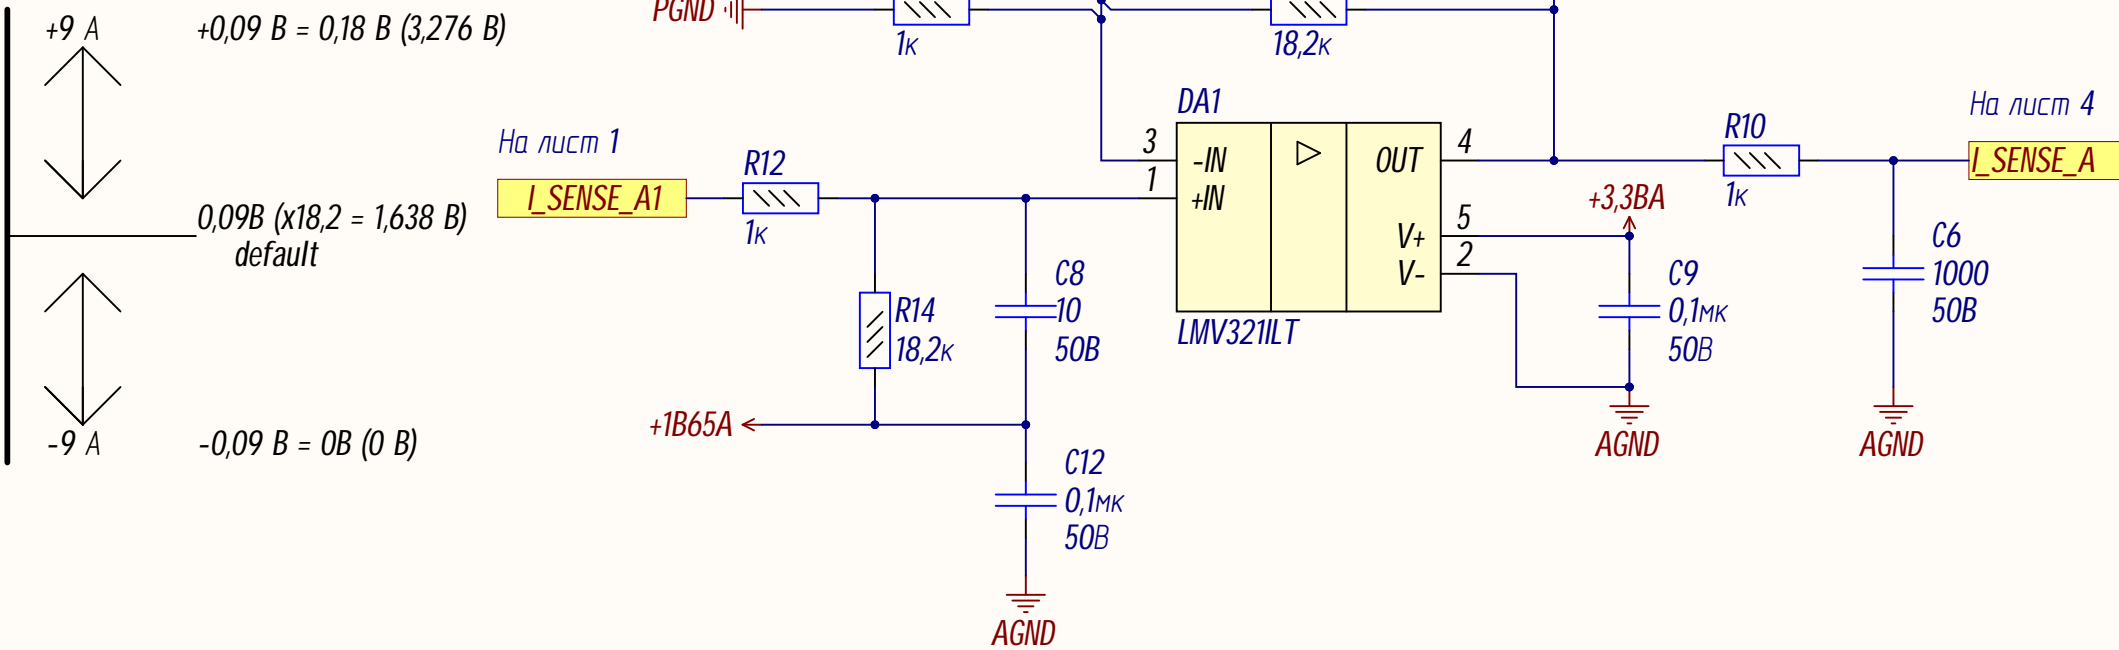 +9 А
+0,09 В = 0,18 В (3,276 В)
PGND
1к
18,2к
DA1
На лист 1
I_SENSE_A1
R12
1к
3
-IN
1
+IN
OUT
4
V+
5
V-
2
LMV321ILT
+3,3ВА
R10
1к
На лист 4
I_SENSE_A
0,09В (x18,2 = 1,638 В)
default
R14
18,2к
C8
10
50В
C9
0,1мк
50В
C6
1000
50В
-9 А
-0,09 В = 0В (0 В)
+1В65А
AGND
AGND
C12
0,1мк
50В
AGND